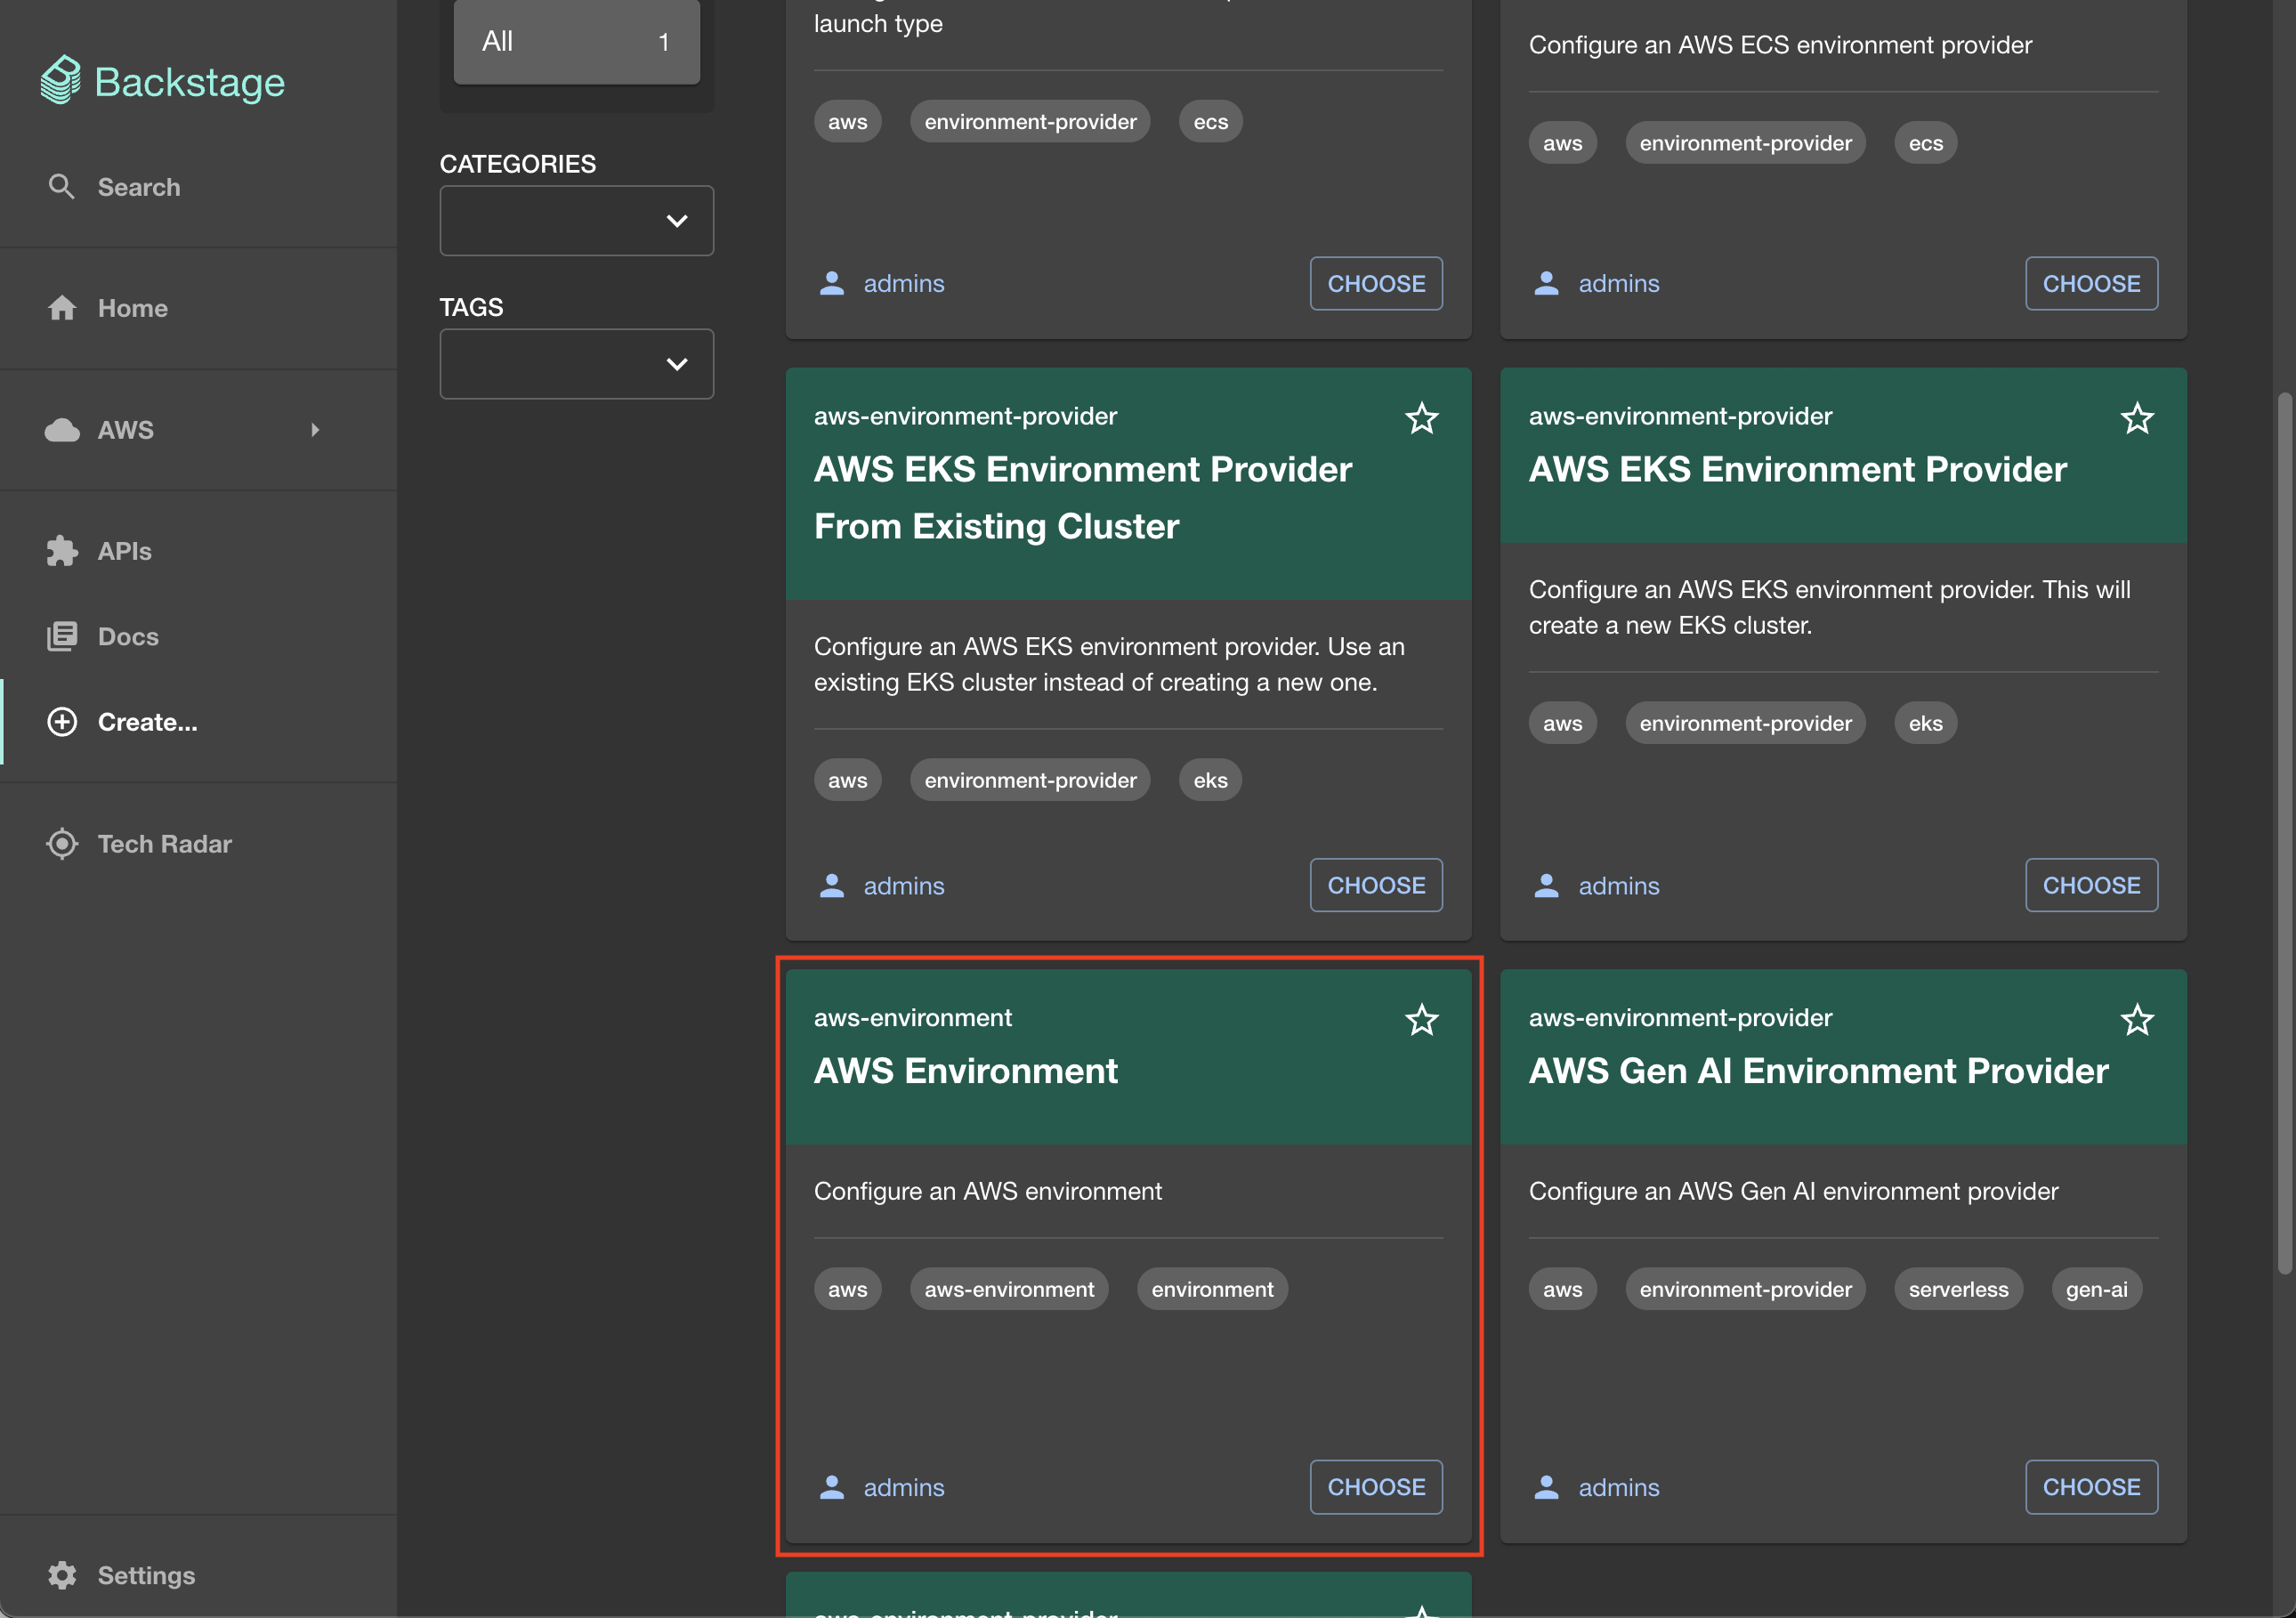 Backstage
Search
Home
AWS
APIs
Docs
Create...
Tech Radar
Settings
All 1
CATEGORIES
TAGS
launch type
aws environment-provider ecs
admins CHOOSE
Configure an AWS ECS environment provider
aws environment-provider ecs
admins CHOOSE
aws-environment-provider
AWS EKS Environment Provider
From Existing Cluster
Configure an AWS EKS environment provider. Use an
existing EKS cluster instead of creating a new one.
aws environment-provider eks
admins CHOOSE
aws-environment-provider
AWS EKS Environment Provider
Configure an AWS EKS environment provider. This will
create a new EKS cluster.
aws environment-provider eks
admins CHOOSE
aws-environment
AWS Environment
Configure an AWS environment
aws aws-environment environment
admins CHOOSE
aws-environment-provider
AWS Gen AI Environment Provider
Configure an AWS Gen AI environment provider
aws environment-provider serverless gen-ai
admins CHOOSE
aws-environment-provider